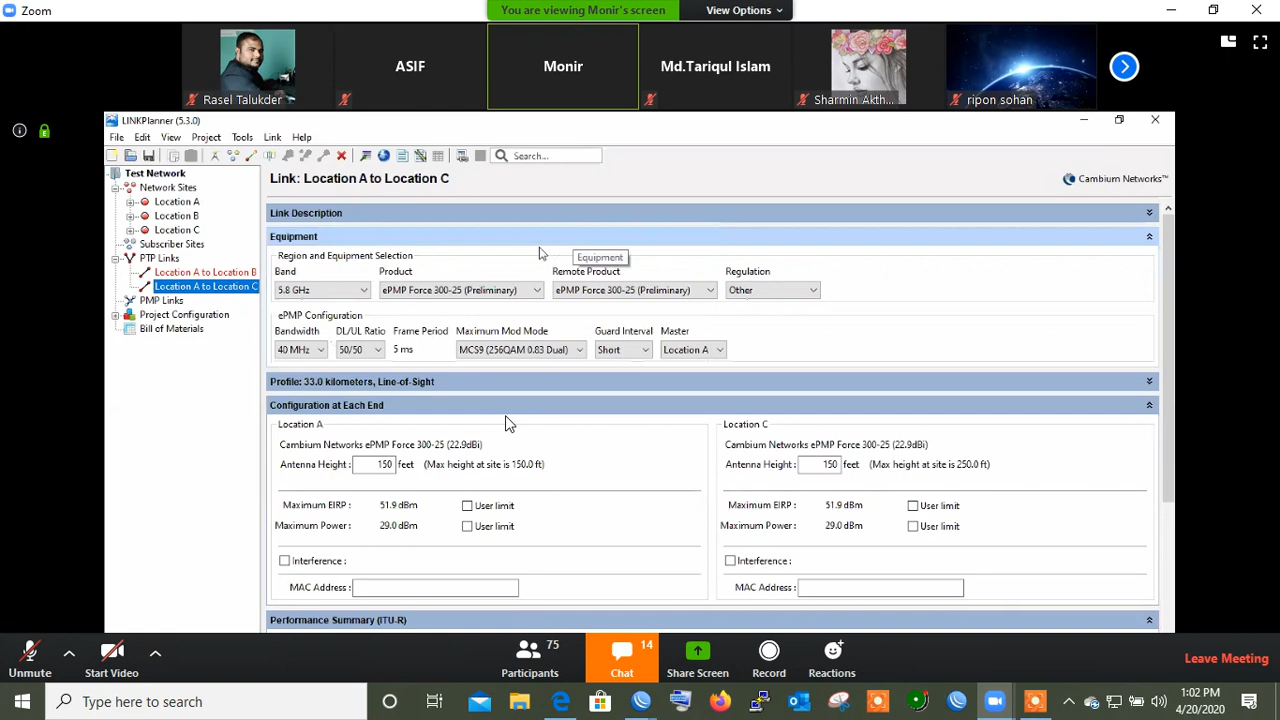 Zoom
You are viewing Monir's screen View Options
Rasel Talukder
ASIF
Monir
Md.Tariqul Islam
Sharmin Akth...
ripon sohan
LINKPlanner (5.3.0)
File Edit View Project Tools Link Help
Search...
Test Network
Network Sites
Location A
Location B
Location C
Subscriber Sites
PTP Links
Location A to Location B
Location A to Location C
PMP Links
Project Configuration
Bill of Materials
Link: Location A to Location C
Cambium Networks™
Link Description
Equipment
Equipment
Region and Equipment Selection
Band Product Remote Product Regulation
5.8 GHz ePMP Force 300-25 (Preliminary) ePMP Force 300-25 (Preliminary) Other
ePMP Configuration
Bandwidth DL/UL Ratio Frame Period Maximum Mod Mode Guard Interval Master
40 MHz 50/50 5 ms MCS9 (256QAM 0.83 Dual) Short Location A
Profile: 33.0 kilometers, Line-of-Sight
Configuration at Each End
Location A
Cambium Networks ePMP Force 300-25 (22.9dBi)
Antenna Height: 150 feet (Max height at site is 150.0 ft)
Maximum EIRP: 51.9 dBm User limit
Maximum Power: 29.0 dBm User limit
Interference :
MAC Address:
Location C
Cambium Networks ePMP Force 300-25 (22.9dBi)
Antenna Height: 150 feet (Max height at site is 250.0 ft)
Maximum EIRP: 51.9 dBm User limit
Maximum Power: 29.0 dBm User limit
Interference :
MAC Address:
Performance Summary (ITU-R)
Unmute
Start Video
75
Participants
14
Chat
Share Screen
Record
Reactions
Leave Meeting
Type here to search
1:02 PM
4/20/2020